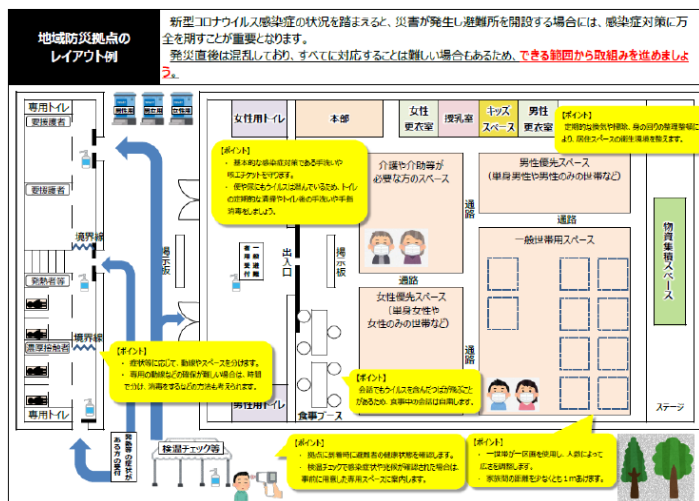 地域防災拠点の
レイアウト例
新型コロナウイルス感染症の状況を踏まえると、災害が発生し避難所を開設する場合には、感染症対策に万
全を期すことが重要となります。
発災直後は混乱しており、すべてに対応することは難しい場合もあるため、できる範囲から取組みを進めましょ
う。
専用トイレ
要援護者
要援護者
境界線
発熱者等
境界線
濃厚接触者
専用トイレ
男性用
女性用
掲示板
女性用トイレ
本部
女性
更衣室
授乳室
キッズ
スペース
男性
更衣室
【ポイント】
定期的な換気や掃除、身の回りの整理整頓に
より、居住スペースの衛生環境を整えます。
【ポイント】
・ 基本的な感染症対策である手洗いや
咳エチケットを守ります。
・ 便や尿にもウイルスは潜んでいるため、トイレ
の定期的な清掃やトイレ後の手洗いや手指
消毒をしましょう。
介護や介助等が
必要な方のスペース
通路
男性優先スペース
(単身男性や男性のみの世帯など)
通路
一般世帯用スペース
物資集積スペース
一般避難
者用受付
出入口
掲示板
通路
女性優先スペース
(単身女性や
女性のみの世帯など)
通路
【ポイント】
・ 症状等に応じて、動線やスペースを分けます。
・ 専用の動線などの確保が難しい場合は、時間
で分け、消毒をするなどの方法も考えられます。
【ポイント】
会話でもウイルスを含んだつばが飛ぶことが
あるため、食事中の会話は自粛します。
男性用トイレ
食事ブース
ステージ
発熱等の症状が
ある方の受付
検温チェック等
【ポイント】
・ 拠点に到着時に避難者の健康状態を確認します。
・ 検温チェックで感染症状や兆候が確認された場合は、
事前に用意した専用スペースに案内します。
【ポイント】
・ 一世帯が一区画を使用し、人数によって
広さを調整します。
・ 家族間の距離を少なくとも1mあけます。